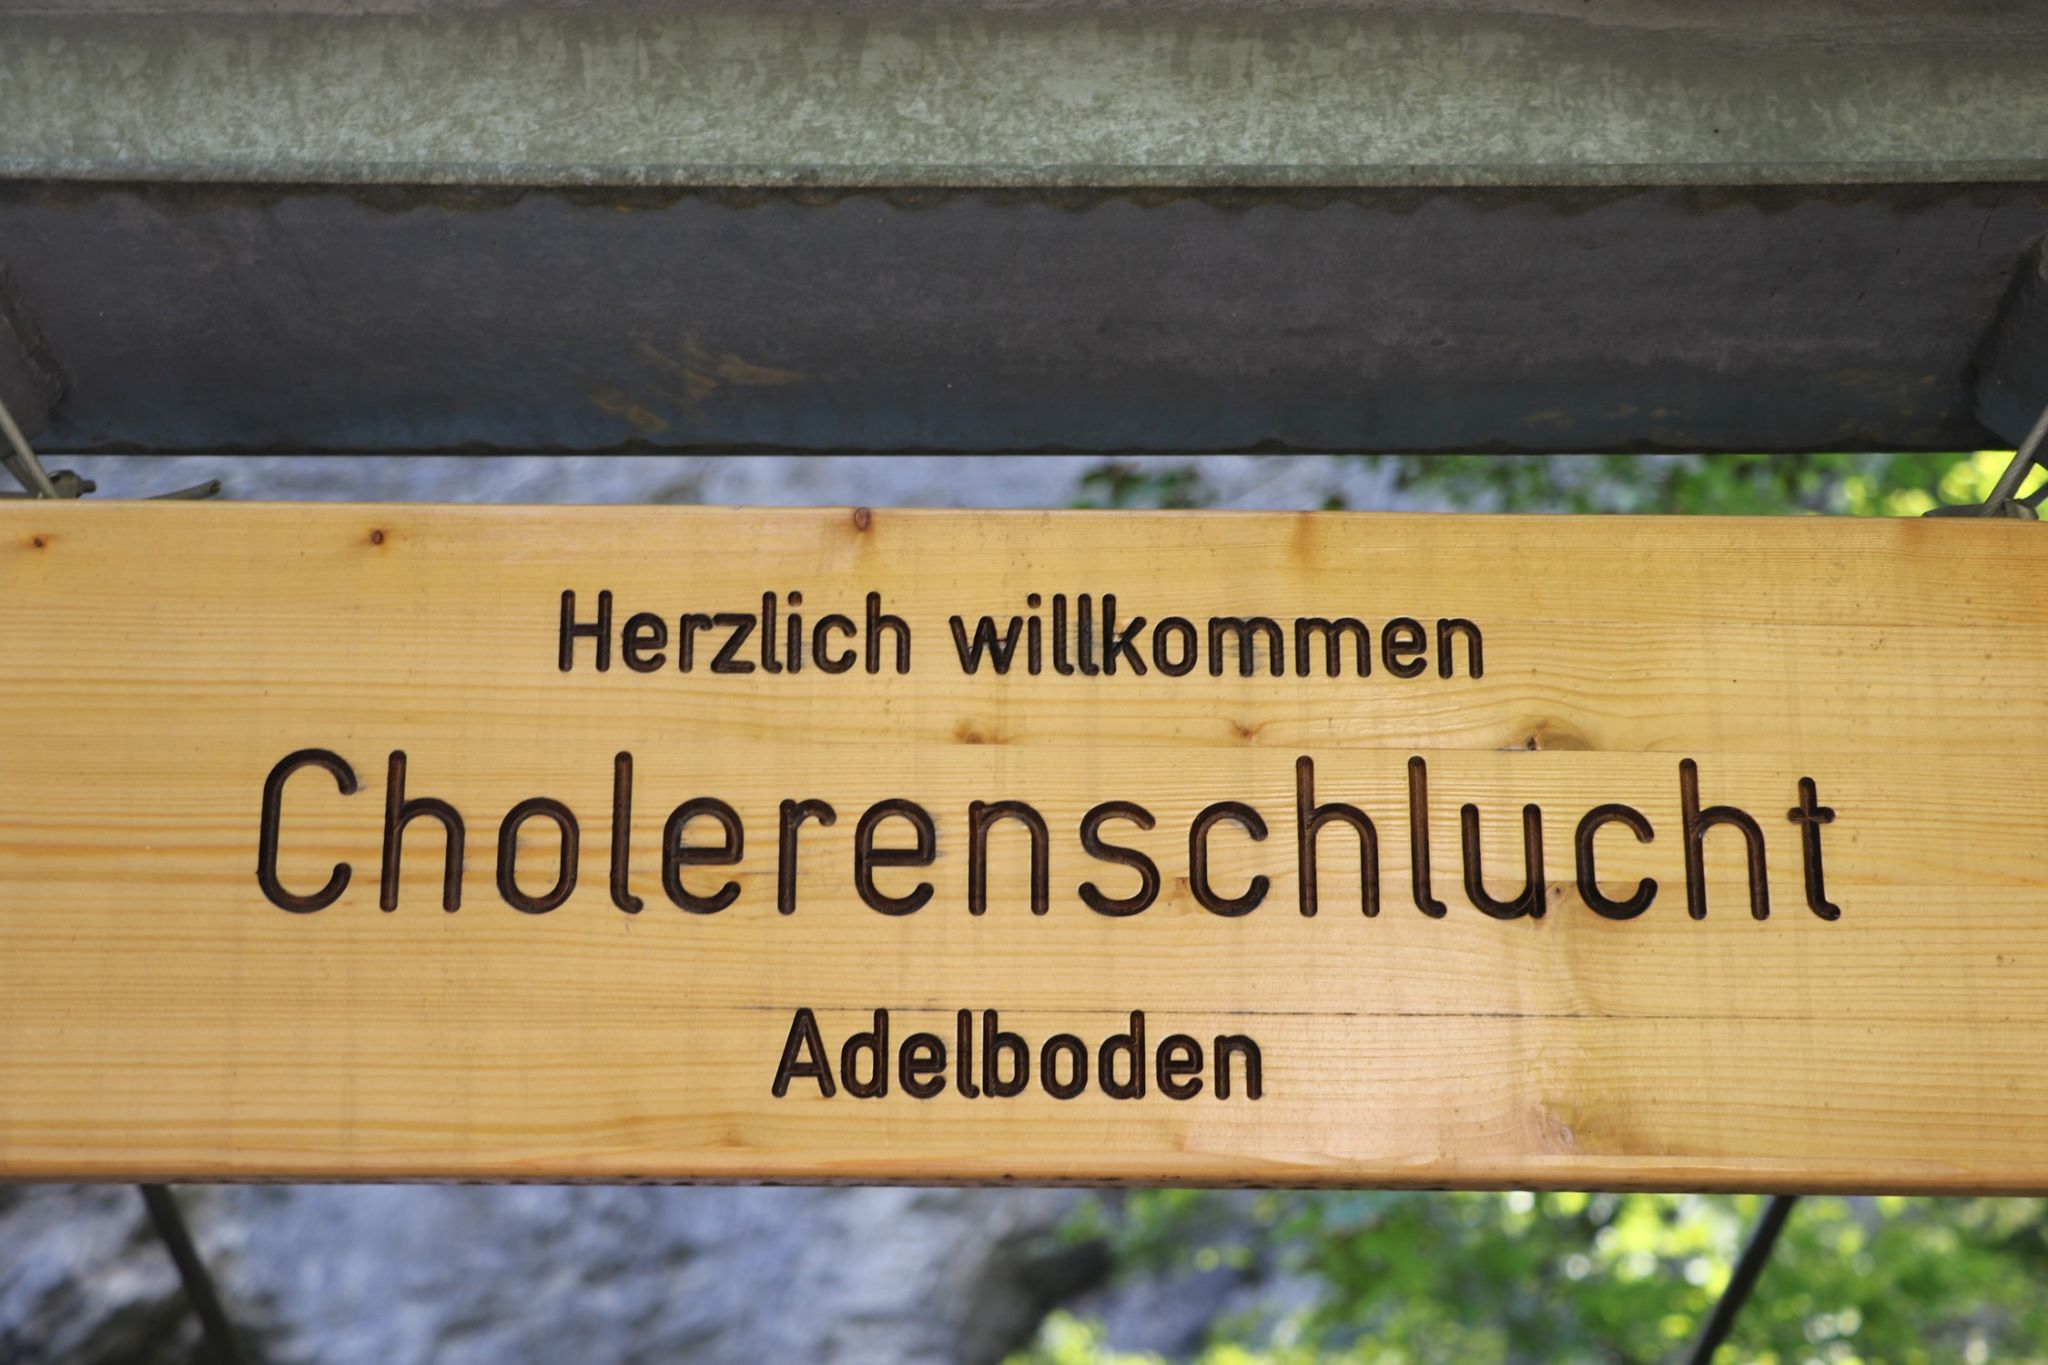 Herzlich willkommen
Cholerenschlucht
Adelboden